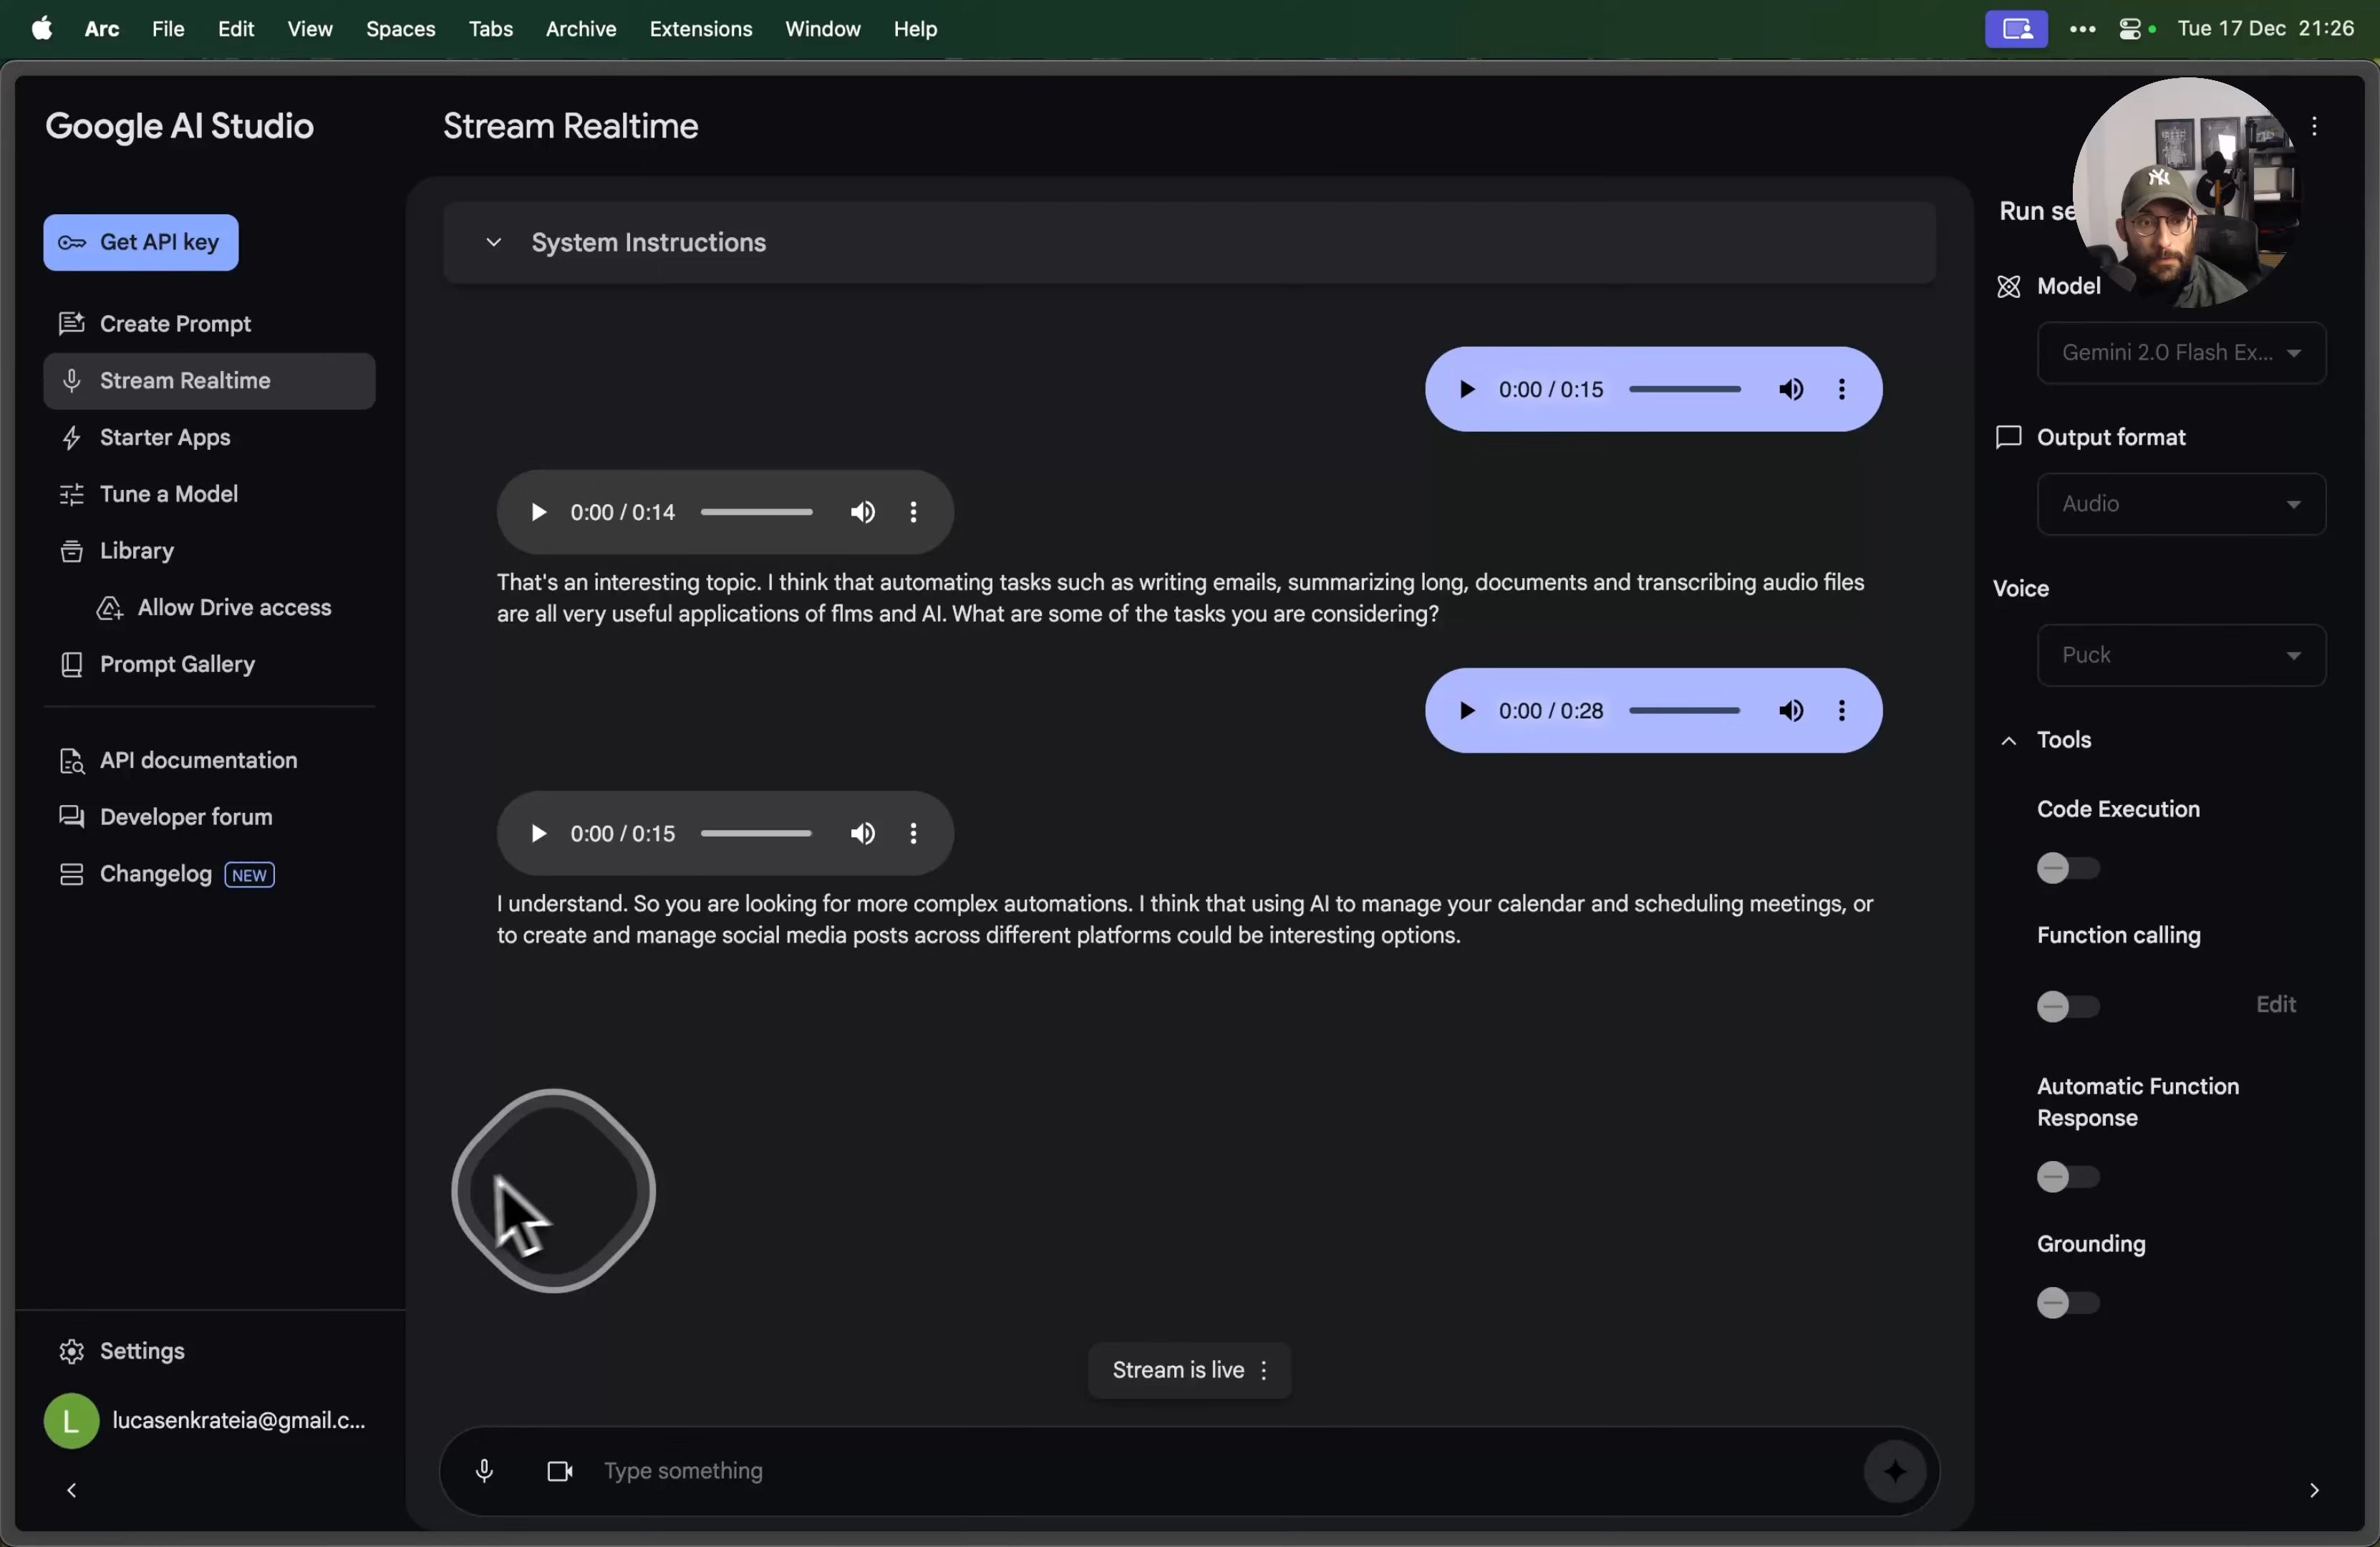 Arc File Edit View Spaces Tabs Archive Extensions Window Help
Tue 17 Dec 21:26
Google AI Studio
Get API key
Create Prompt
Stream Realtime
Starter Apps
Tune a Model
Library
Allow Drive access
Prompt Gallery
API documentation
Developer forum
Changelog NEW
Settings
L lucasenkrateia@gmail.c...
Stream Realtime
System Instructions
0:00 / 0:15
0:00 / 0:14
That's an interesting topic. I think that automating tasks such as writing emails, summarizing long, documents and transcribing audio files
are all very useful applications of flms and AI. What are some of the tasks you are considering?
0:00 / 0:28
0:00 / 0:15
I understand. So you are looking for more complex automations. I think that using AI to manage your calendar and scheduling meetings, or
to create and manage social media posts across different platforms could be interesting options.
Stream is live
Type something
Run se
Model
Gemini 2.0 Flash Ex...
Output format
Audio
Voice
Puck
Tools
Code Execution
Function calling
Edit
Automatic Function
Response
Grounding
NY